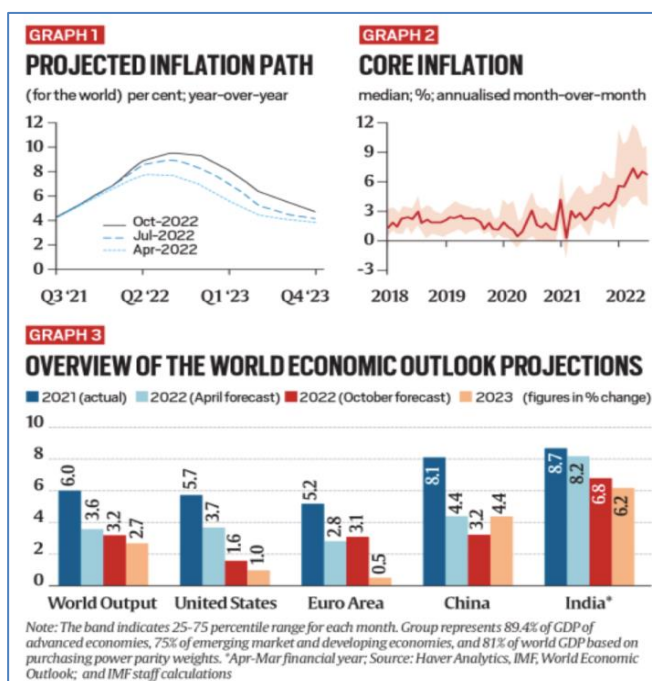 GRAPH 1
PROJECTED INFLATION PATH
(for the world) per cent; year-over-year
12
10
8
6
4
2
0
Oct-2022
Jul-2022
Apr-2022
Q3 '21
Q2 '22
Q1 '23
Q4 '23
GRAPH 2
CORE INFLATION
median; %; annualised month-over-month
12
9
6
3
0
-3
2018
2019
2020
2021
2022
GRAPH 3
OVERVIEW OF THE WORLD ECONOMIC OUTLOOK PROJECTIONS
2021 (actual) 2022 (April forecast) 2022 (October forecast) 2023 (figures in % change)
10
8
6
4
2
0
6.0
3.6
3.2
2.7
5.7
3.7
1.6
1.0
5.2
2.8
3.1
0.5
8.1
4.4
3.2
4.4
8.7
8.2
6.8
6.2
World Output
United States
Euro Area
China
India*
Note: The band indicates 25-75 percentile range for each month. Group represents 89.4% of GDP of
advanced economies, 75% of emerging market and developing economies, and 81% of world GDP based on
purchasing power parity weights. *Apr-Mar financial year; Source: Haver Analytics, IMF, World Economic
Outlook; and IMF staff calculations